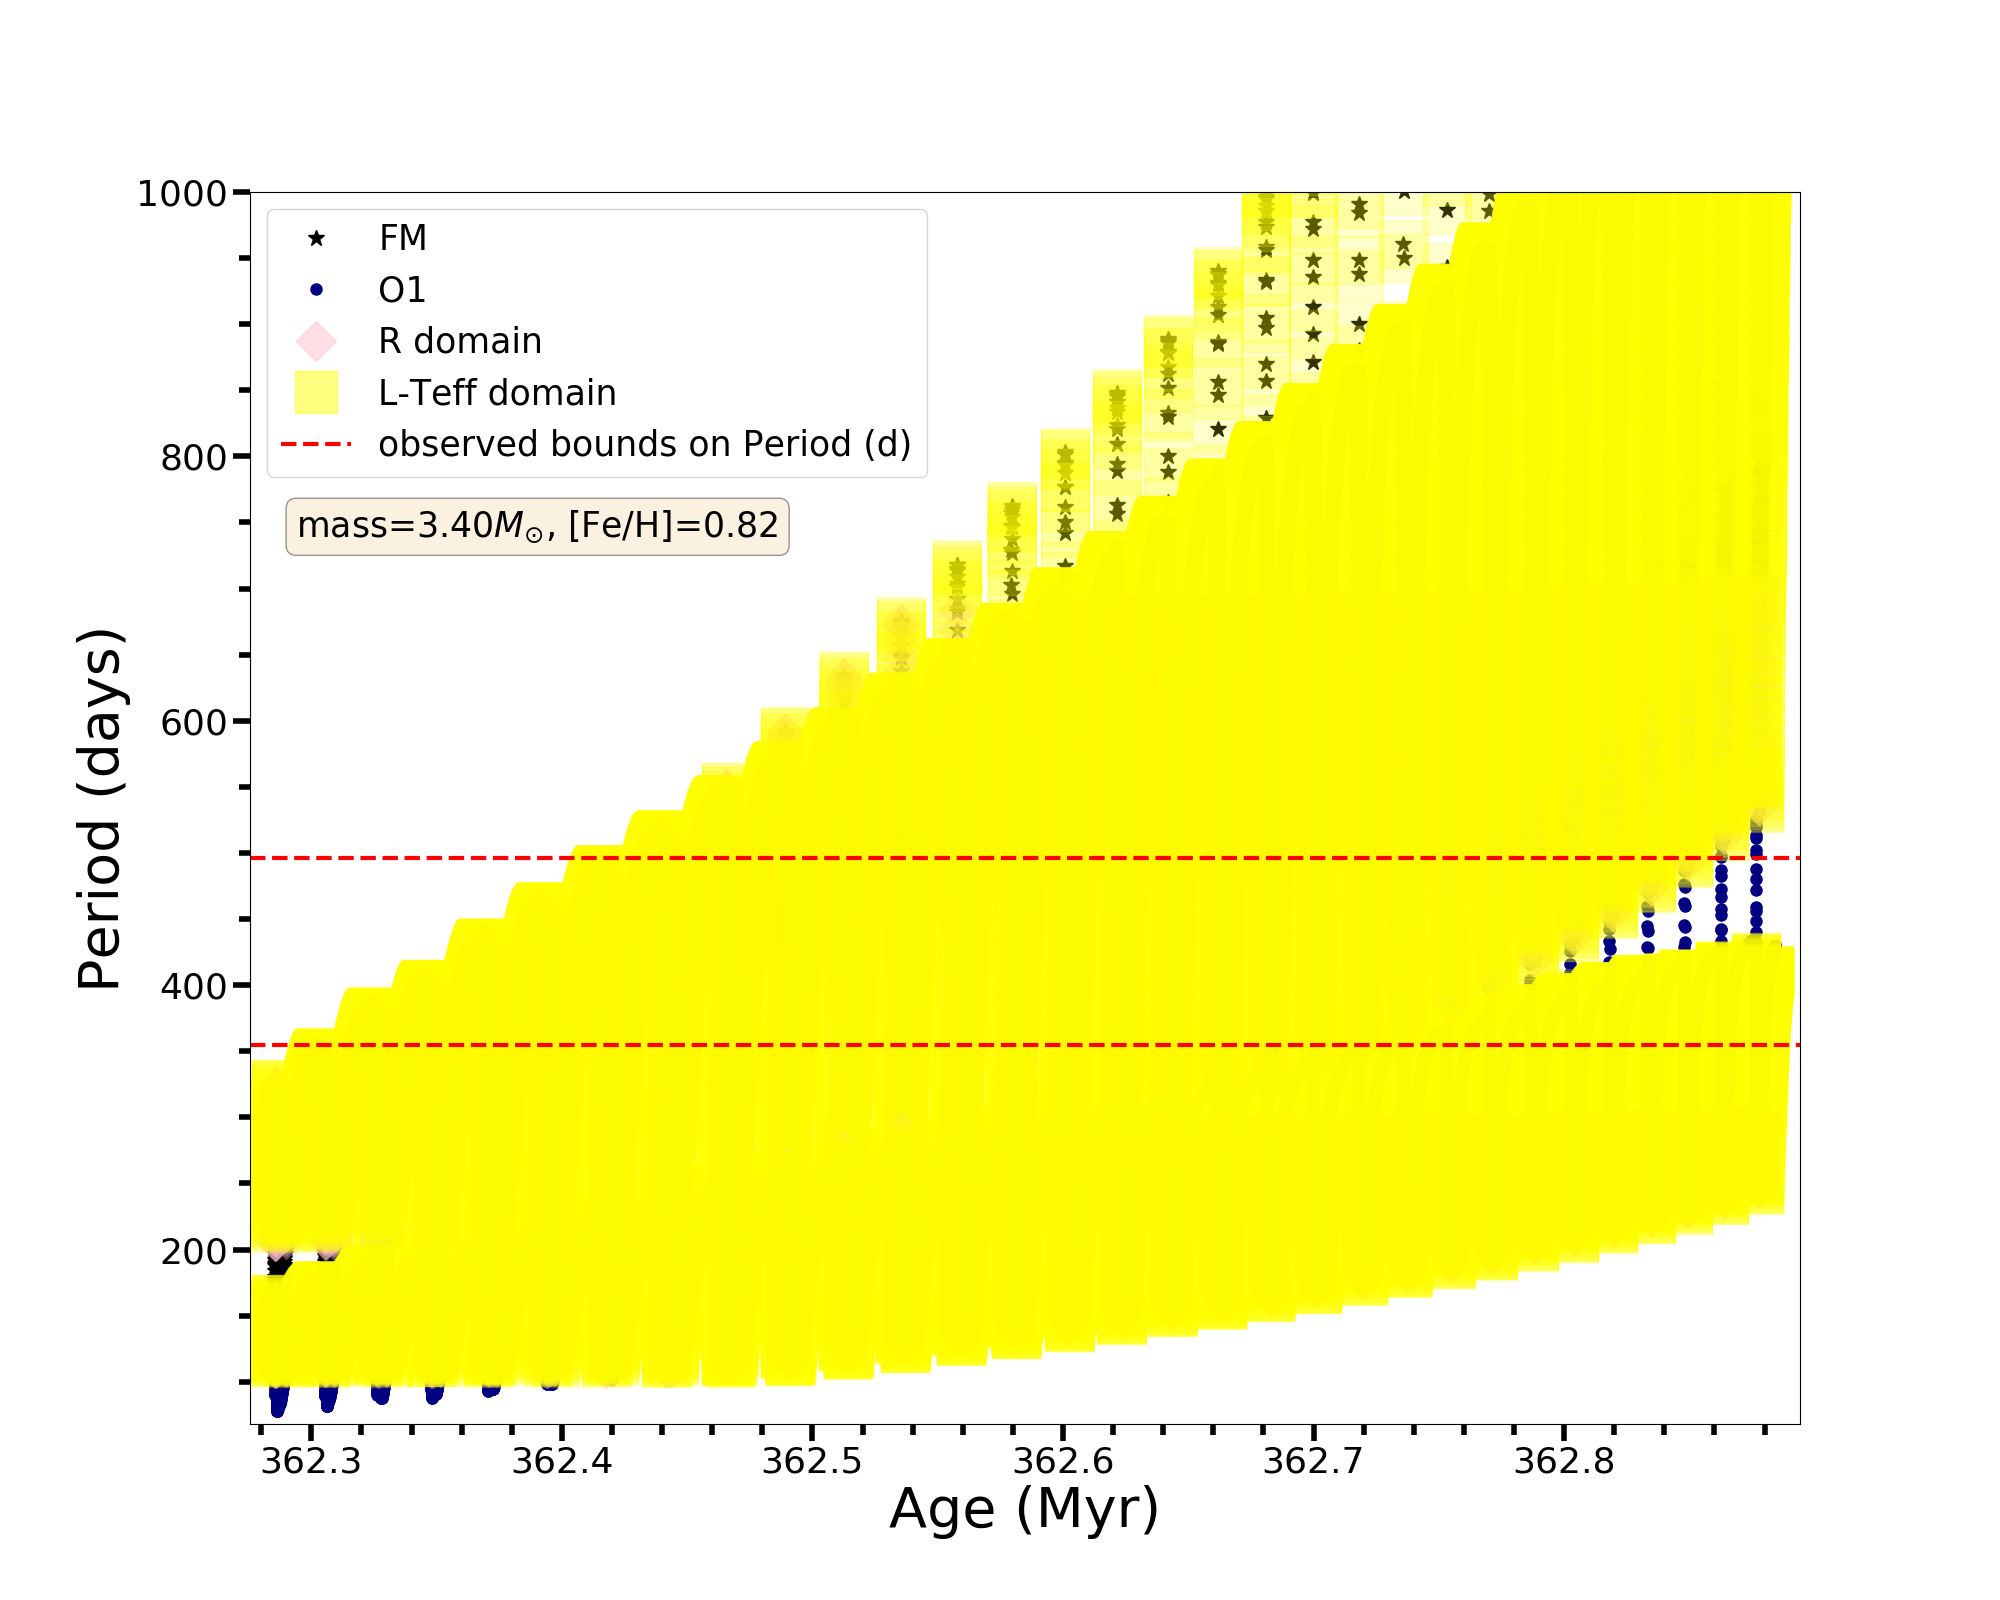 1000
800
600
400
200
Period (days)
FM
O1
R domain
L-Teff domain
observed bounds on Period (d)
mass=3.40M⊙, [Fe/H]=0.82
362.3 362.4 362.5 362.6 362.7 362.8
Age (Myr)